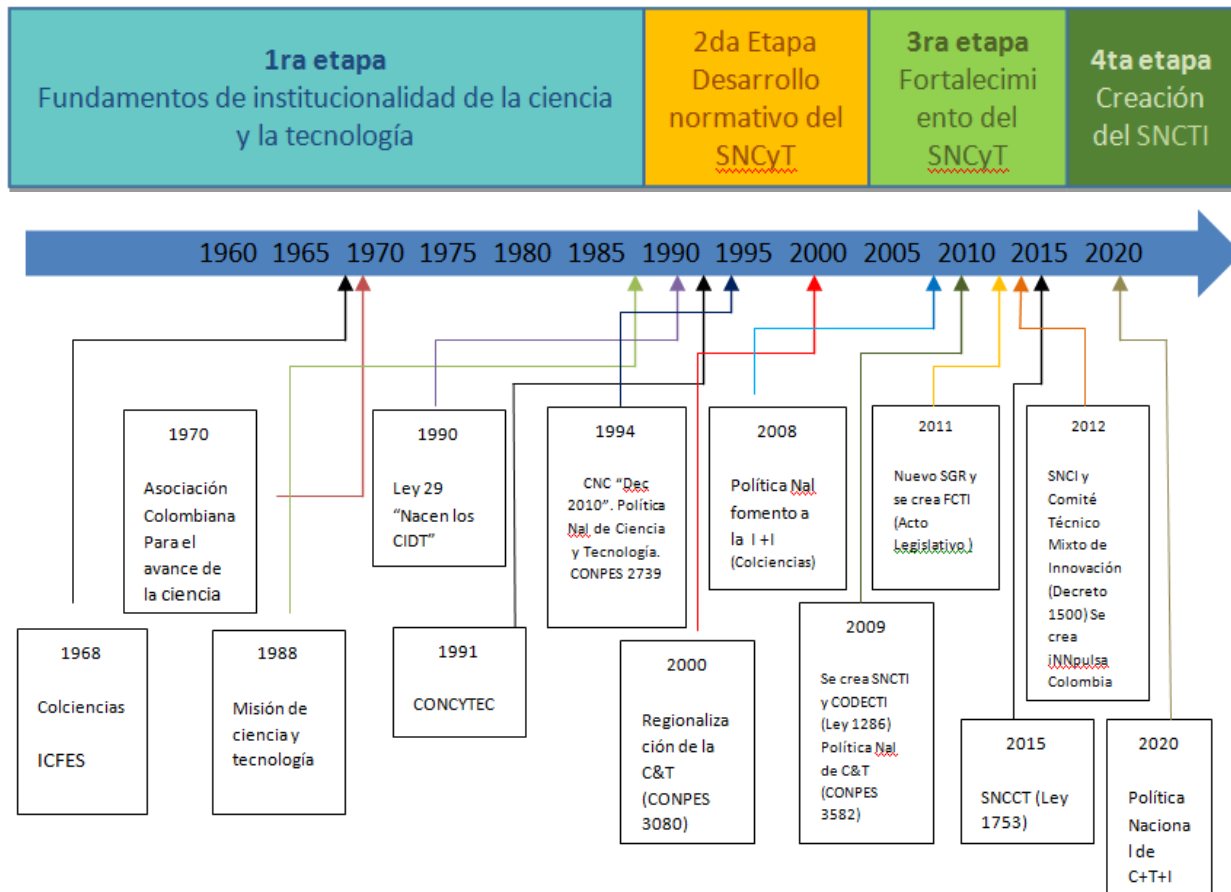 1ra etapa
Fundamentos de institucionalidad de la ciencia
y la tecnología
2da Etapa
Desarrollo
normativo del
SNCyT
3ra etapa
Fortalecimi
ento del
SNCyT
4ta etapa
Creación
del SNCTI
1960 1965 1970 1975 1980 1985 1990 1995 2000 2005 2010 2015 2020
1970
Asociación
Colombiana
Para el
avance de
la ciencia
1990
Ley 29
“Nacen los
CIDT”
1994
CNC “Dec
2010”. Política
Nal de Ciencia
y Tecnología.
CONPES 2739
2008
Política Nal
fomento a
la I +I
(Colciencias)
2011
Nuevo SGR y
se crea FCTI
(Acto
Legislativo )
2012
SNCI y
Comité
Técnico
Mixto de
Innovación
(Decreto
1500) Se
crea
iNNpulsa
Colombia
1968
Colciencias
ICFES
1988
Misión de
ciencia y
tecnología
1991
CONCYTEC
2000
Regionaliza
ción de la
C&T
(CONPES
3080)
2009
Se crea SNCTI
y CODECTI
(Ley 1286)
Política Nal
de C&T
(CONPES
3582)
2015
SNCCT (Ley
1753)
2020
Política
Naciona
l de
C+T+I